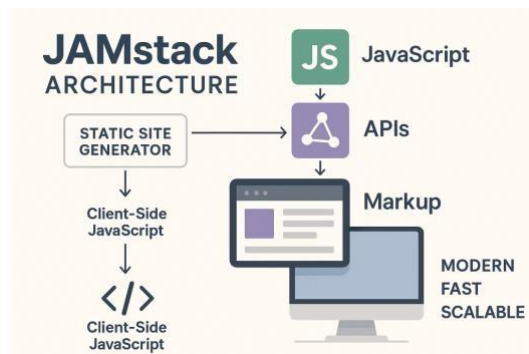 JAMstack
ARCHITECTURE
STATIC SITE
GENERATOR
Client-Side
JavaScript
</>
Client-Side
JavaScript
JS
JavaScript
APIs
Markup
MODERN
FAST
SCALABLE